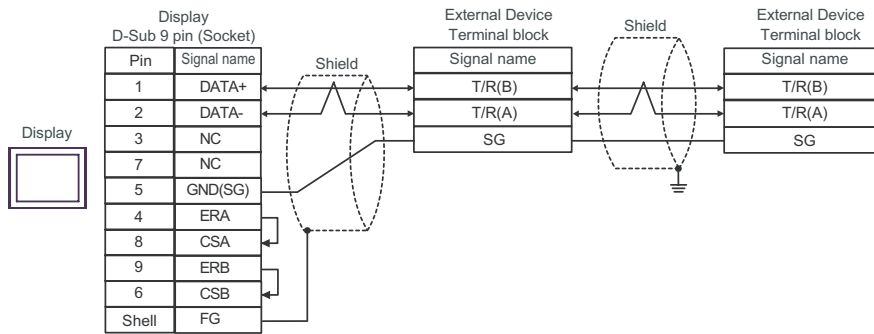 Display
D-Sub 9 pin (Socket)
Pin Signal name
1 DATA+
2 DATA-
3 NC
7 NC
5 GND(SG)
4 ERA
8 CSA
9 ERB
6 CSB
Shell FG
Display
Shield
External Device
Terminal block
Signal name
T/R(B)
T/R(A)
SG
Shield
External Device
Terminal block
Signal name
T/R(B)
T/R(A)
SG